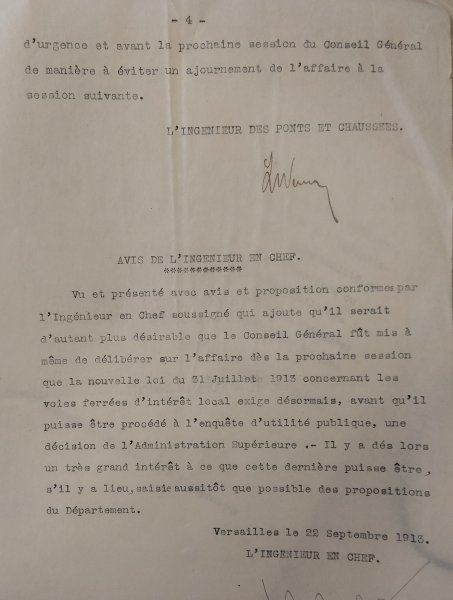 - 4 -
d'urgence et avant la prochaine session du Conseil Général
de manière à éviter un ajournement de l'affaire à la
session suivante.
L'INGENIEUR DES PONTS ET CHAUSSEES.
AVIS DE L'INGENIEUR EN CHEF.
************
Vu et présenté avec avis et proposition conformes par
l'Ingénieur en Chef soussigné qui ajoute qu'il serait
d'autant plus désirable que le Conseil Général fût mis à
même de délibérer sur l'affaire dès la prochaine session
que la nouvelle loi du 31 Juillet 1913 concernant les
voies ferrées d'intérêt local exige désormais, avant qu'il
puisse être procédé à l'enquête d'utilité publique, une
décision de l'Administration Supérieure .- Il y a dés lors
un très grand intérêt à ce que cette dernière puisse être,
s'il y a lieu, saisie aussitôt que possible des propositions
du Département.
Versailles le 22 Septembre 1913.
L'INGENIEUR EN CHEF.